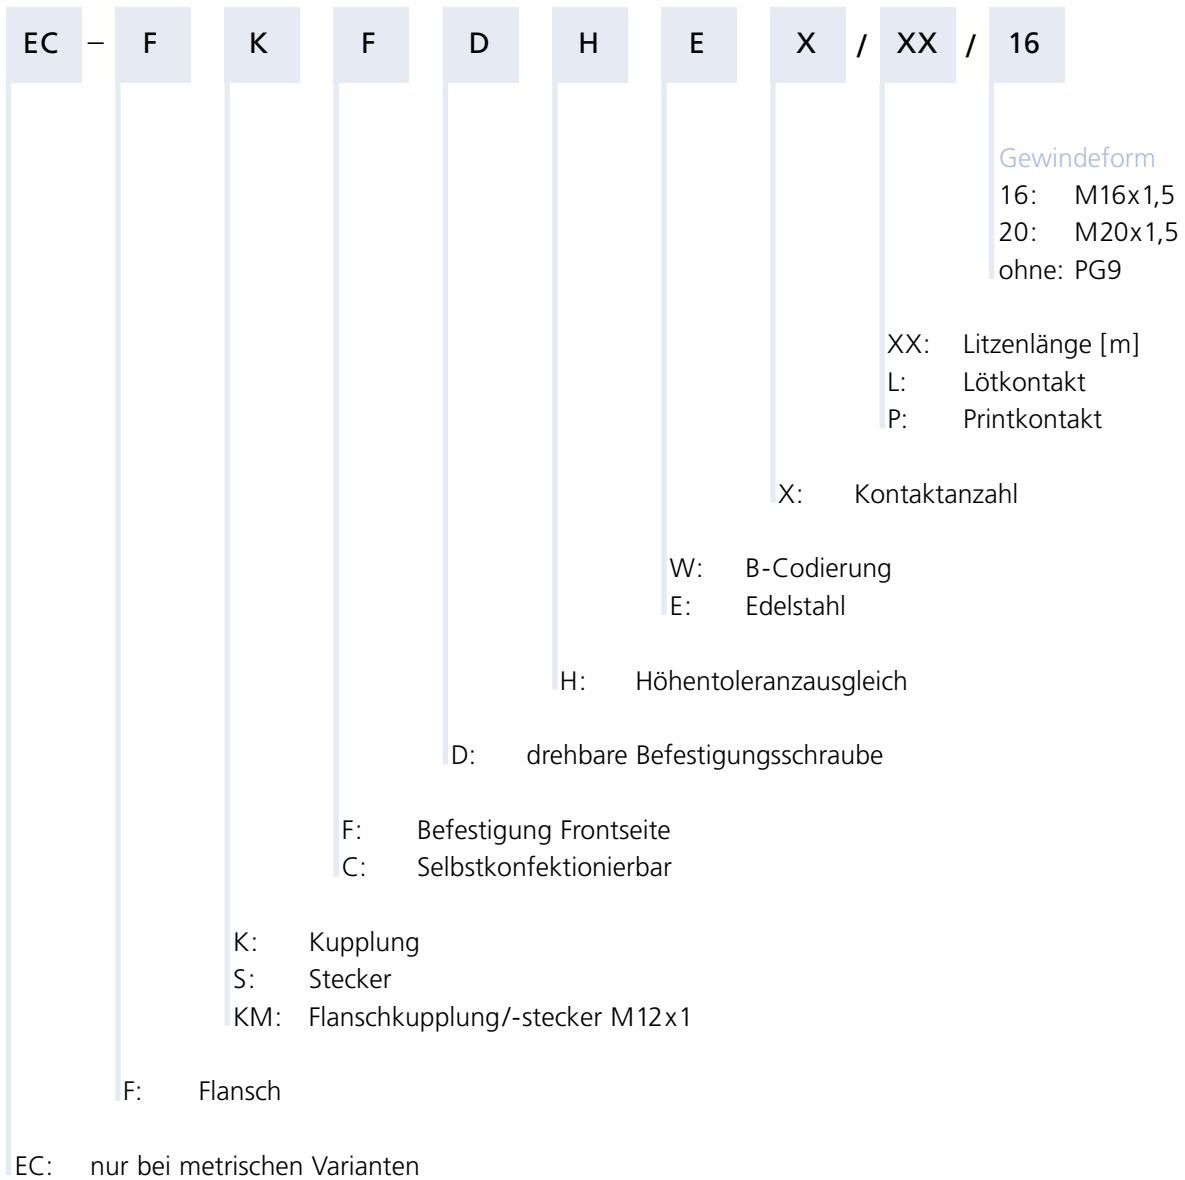 EC – F K F D H E X / XX / 16
Gewindeform
16: M16x1,5
20: M20x1,5
ohne: PG9
XX: Litzenlänge [m]
L: Lötkontakt
P: Printkontakt
X: Kontaktanzahl
W: B-Codierung
E: Edelstahl
H: Höhentoleranzausgleich
D: drehbare Befestigungsschraube
F: Befestigung Frontseite
C: Selbstkonfektionierbar
K: Kupplung
S: Stecker
KM: Flanschkupplung/-stecker M12x1
F: Flansch
EC: nur bei metrischen Varianten